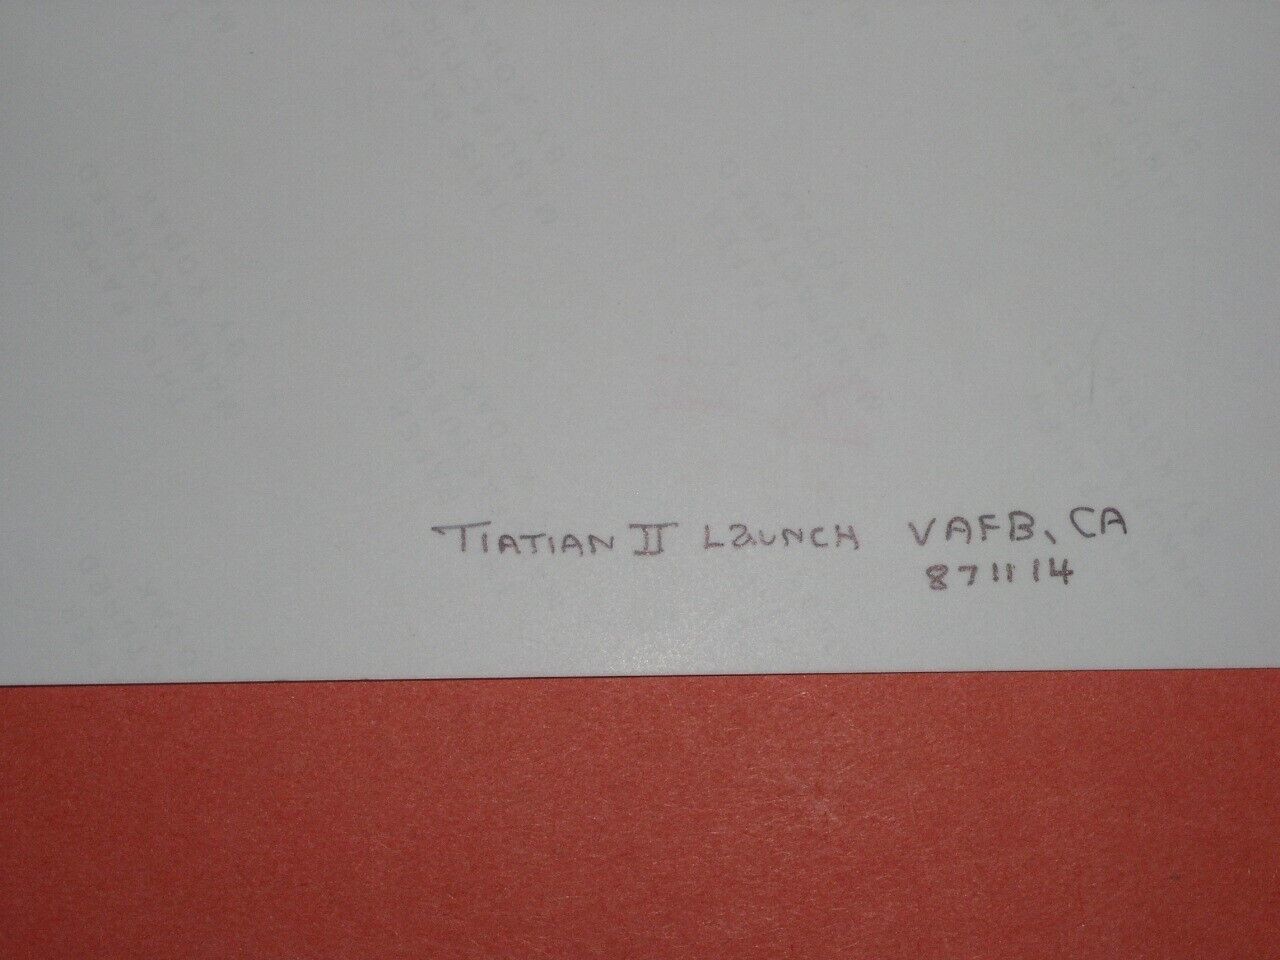 TIATIAN II LAUNCH VAFB, CA
871114